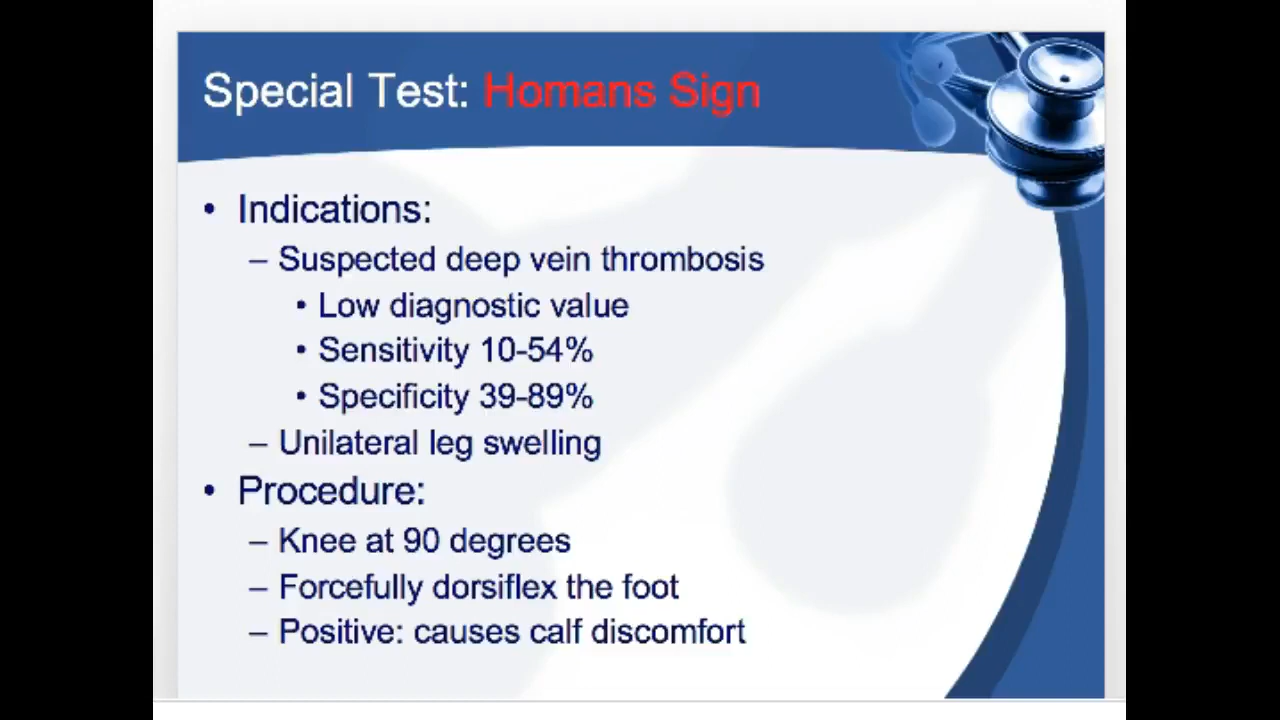 Special Test: Homans Sign
• Indications:
– Suspected deep vein thrombosis
• Low diagnostic value
• Sensitivity 10-54%
• Specificity 39-89%
– Unilateral leg swelling
• Procedure:
– Knee at 90 degrees
– Forcefully dorsiflex the foot
– Positive: causes calf discomfort